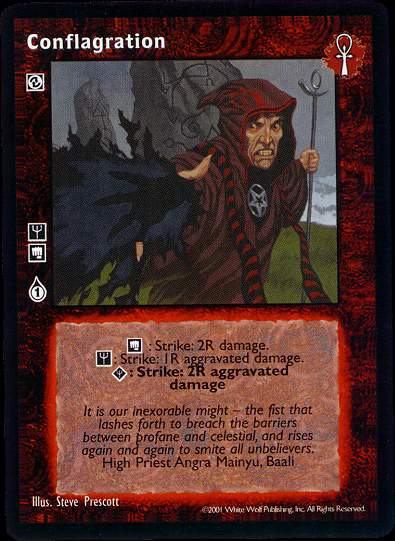 Conflagration
1
: Strike: 2R damage.
: Strike: 1R aggravated damage.
: Strike: 2R aggravated
damage
It is our inexorable might – the fist that
lashes forth to breach the barriers
between profane and celestial, and rises
again and again to smite all unbelievers.
High Priest Angra Mainyu, Baali
Illus. Steve Prescott
©2001 White Wolf Publishing, Inc. All Rights Reserved.